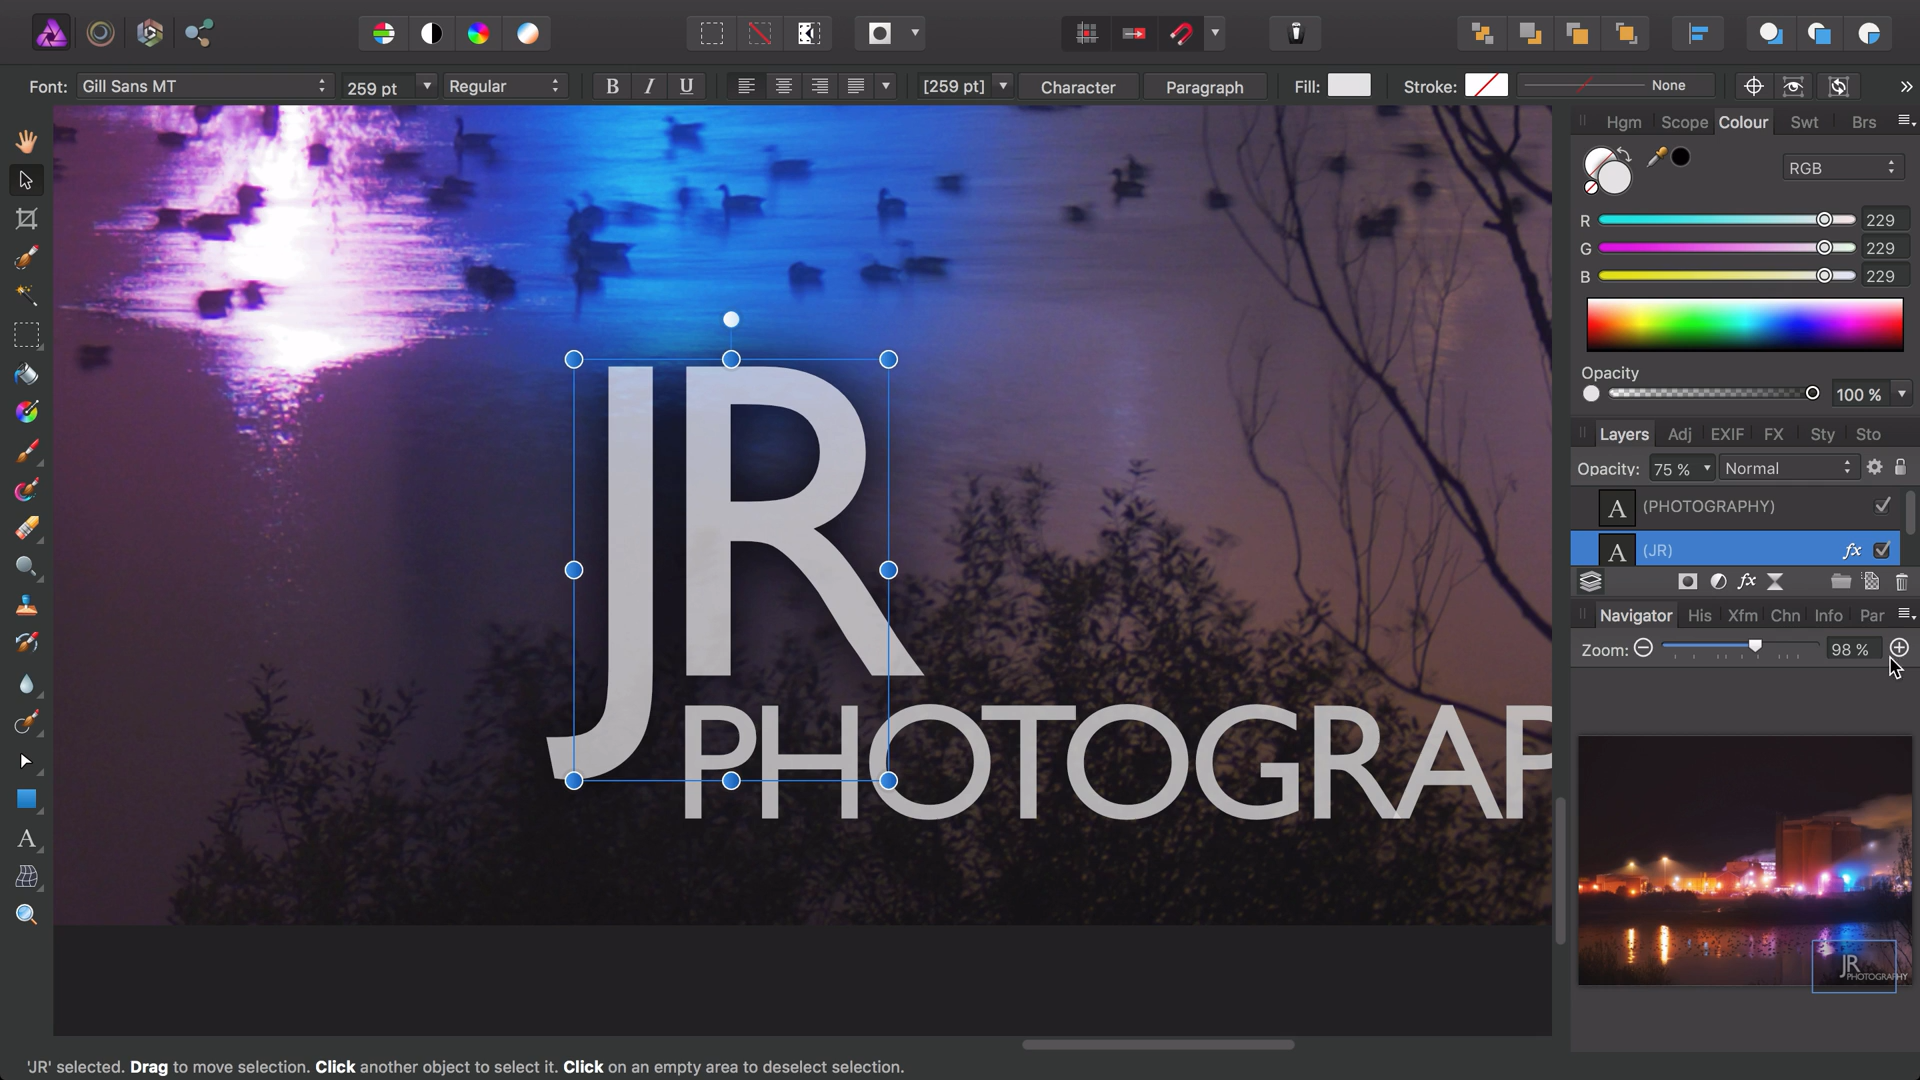 Font: Gill Sans MT 259 pt Regular B I U [259 pt] Character Paragraph Fill: Stroke: None »
Hgm Scope Colour Swt Brs
RGB
R 229
G 229
B 229
Opacity
100 %
Layers Adj EXIF FX Sty Sto
Opacity: 75 % Normal
A (PHOTOGRAPHY)
A (JR) fx
fx
Navigator His Xfm Chn Info Par
Zoom: 98 %
JR
PHOTOGRAP
A
JR
PHOTOGRAPHY
'JR' selected. Drag to move selection. Click another object to select it. Click on an empty area to deselect selection.